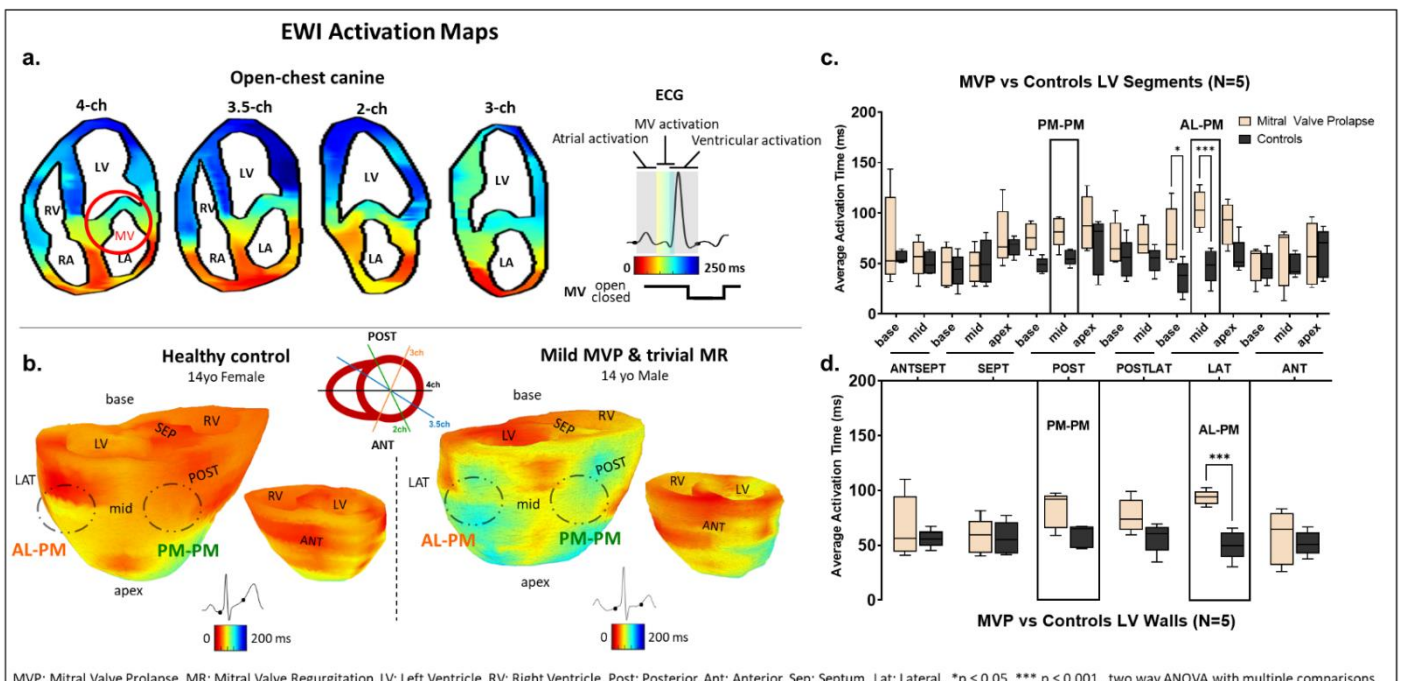 EWI Activation Maps
a.
Open-chest canine
4-ch
3.5-ch
2-ch
3-ch
LV
RV
MV
RA
LA
LV
RV
RA
LA
LV
LA
LV
LA
ECG
MV activation
Atrial activation
Ventricular activation
0
250 ms
MV
open
closed
b.
Healthy control
14yo Female
base
RV
SEP
LV
POST
LAT
mid
AL-PM
PM-PM
apex
RV
LV
ANT
0
200 ms
POST
3ch
4ch
3.5ch
2ch
ANT
Mild MVP & trivial MR
14 yo Male
base
RV
SEP
LV
POST
LAT
mid
AL-PM
PM-PM
apex
RV
LV
ANT
0
200 ms
c.
MVP vs Controls LV Segments (N=5)
Mitral Valve Prolapse
Controls
PM-PM
AL-PM
*
***
Average Activation Time (ms)
200
150
100
50
0
base
mid
base
mid
apex
base
mid
apex
base
mid
base
mid
apex
base
mid
apex
ANTSEPT
SEPT
POST
POSTLAT
LAT
ANT
d.
Average Activation Time (ms)
200
150
100
50
0
PM-PM
AL-PM
***
MVP vs Controls LV Walls (N=5)
MVP: Mitral Valve Prolapse, MR: Mitral Valve Regurgitation, LV: Left Ventricle, RV: Right Ventricle, Post: Posterior, Ant: Anterior, Sep: Septum, Lat: Lateral, *p < 0.05, *** p < 0.001, two way ANOVA with multiple comparisons